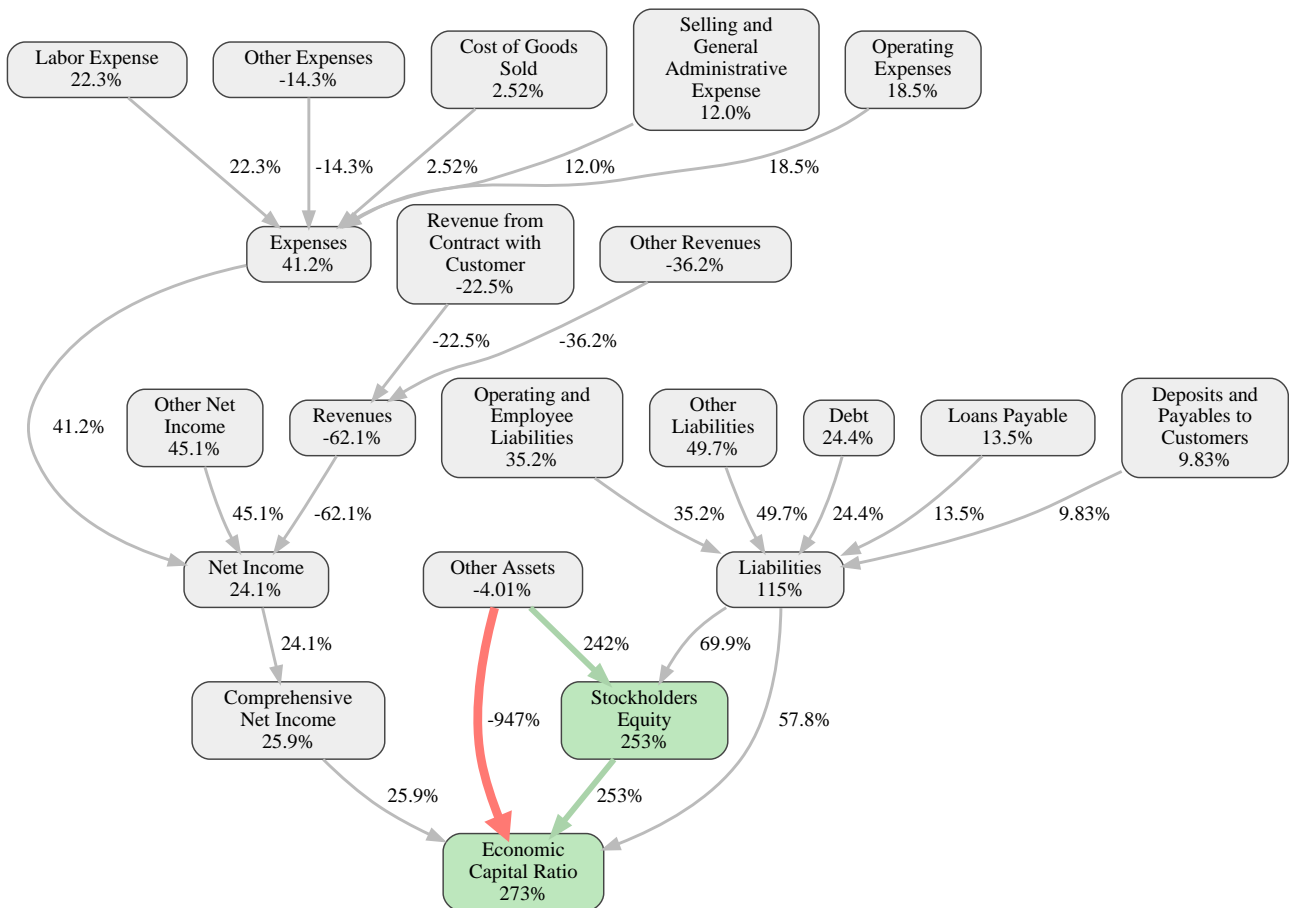 Labor Expense
22.3%
Other Expenses
-14.3%
Cost of Goods
Sold
2.52%
Selling and
General
Administrative
Expense
12.0%
Operating
Expenses
18.5%
22.3%
-14.3%
2.52%
12.0%
18.5%
Expenses
41.2%
Revenue from
Contract with
Customer
-22.5%
Other Revenues
-36.2%
-22.5%
-36.2%
41.2%
Other Net
Income
45.1%
Revenues
-62.1%
Operating and
Employee
Liabilities
35.2%
Other
Liabilities
49.7%
Debt
24.4%
Loans Payable
13.5%
Deposits and
Payables to
Customers
9.83%
45.1%
-62.1%
35.2%
49.7%
24.4%
13.5%
9.83%
Net Income
24.1%
Other Assets
-4.01%
Liabilities
115%
24.1%
242%
69.9%
Comprehensive
Net Income
25.9%
-947%
Stockholders
Equity
253%
57.8%
25.9%
253%
Economic
Capital Ratio
273%